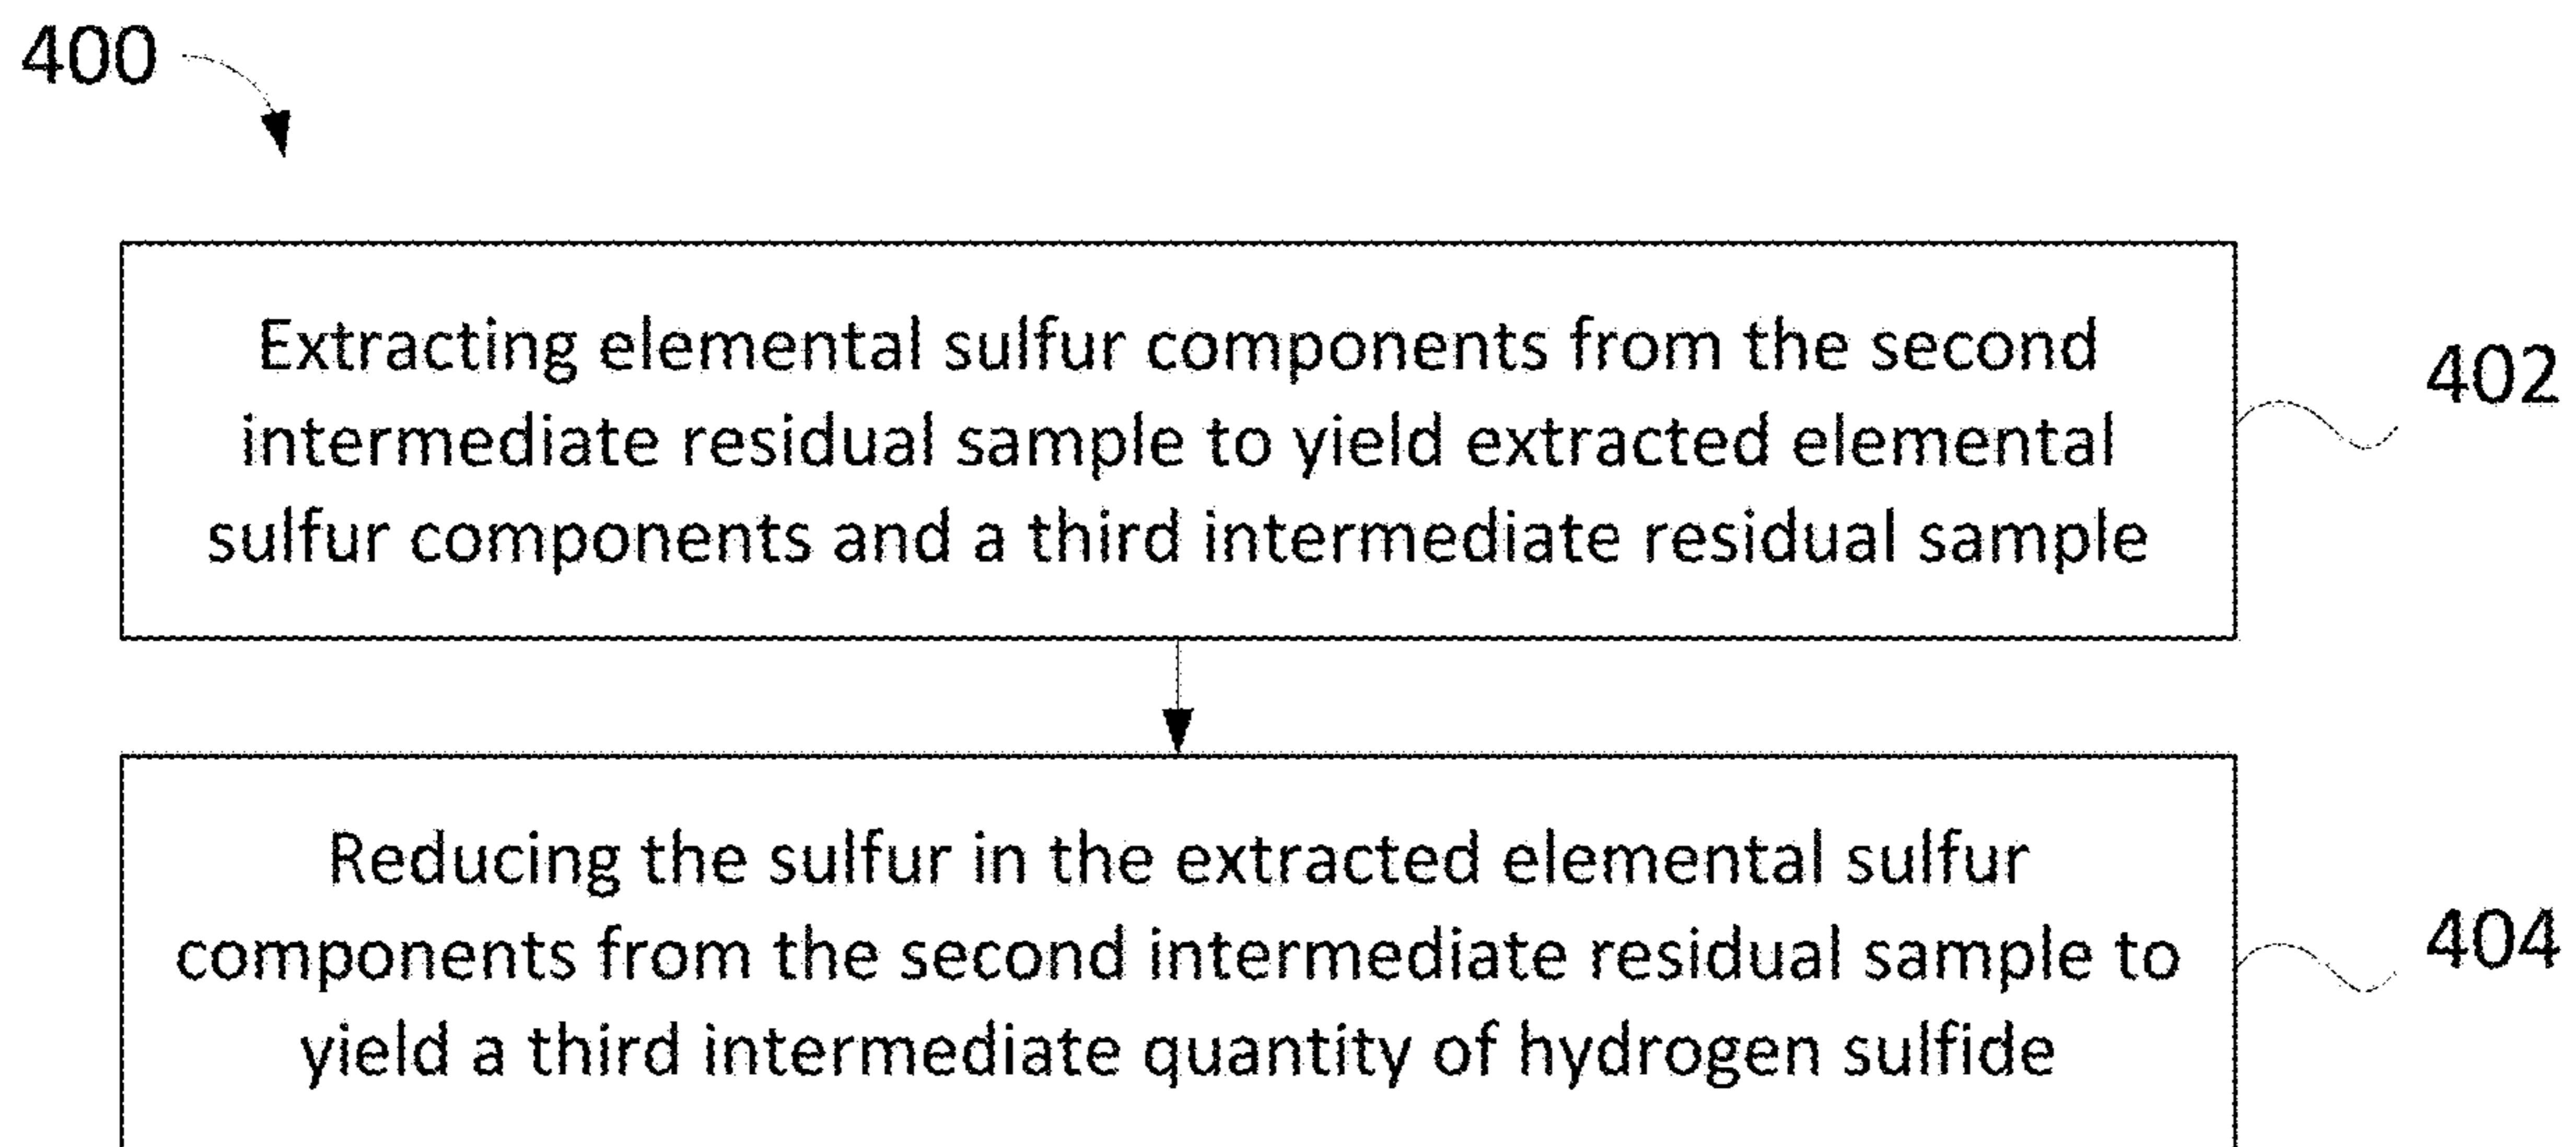 400
Extracting elemental sulfur components from the second
intermediate residual sample to yield extracted elemental
sulfur components and a third intermediate residual sample
402
Reducing the sulfur in the extracted elemental sulfur
components from the second intermediate residual sample to
yield a third intermediate quantity of hydrogen sulfide
404